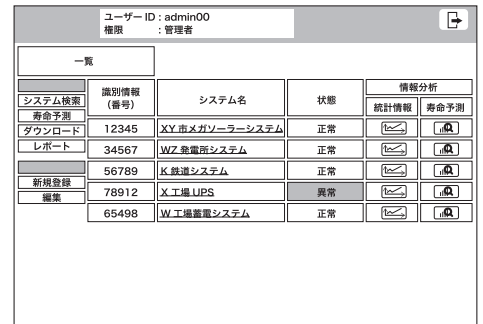 ユーザー ID : admin00
権限 : 管理者
一覧
システム検索
寿命予測
ダウンロード
レポート
新規登録
編集
識別情報
(番号)
システム名
状態
情報分析
統計情報 寿命予測
12345 XY 市メガソーラーシステム 正常
34567 WZ 発電所システム 正常
56789 K 鉄道システム 正常
78912 X 工場 UPS 異常
65498 W 工場蓄電システム 正常